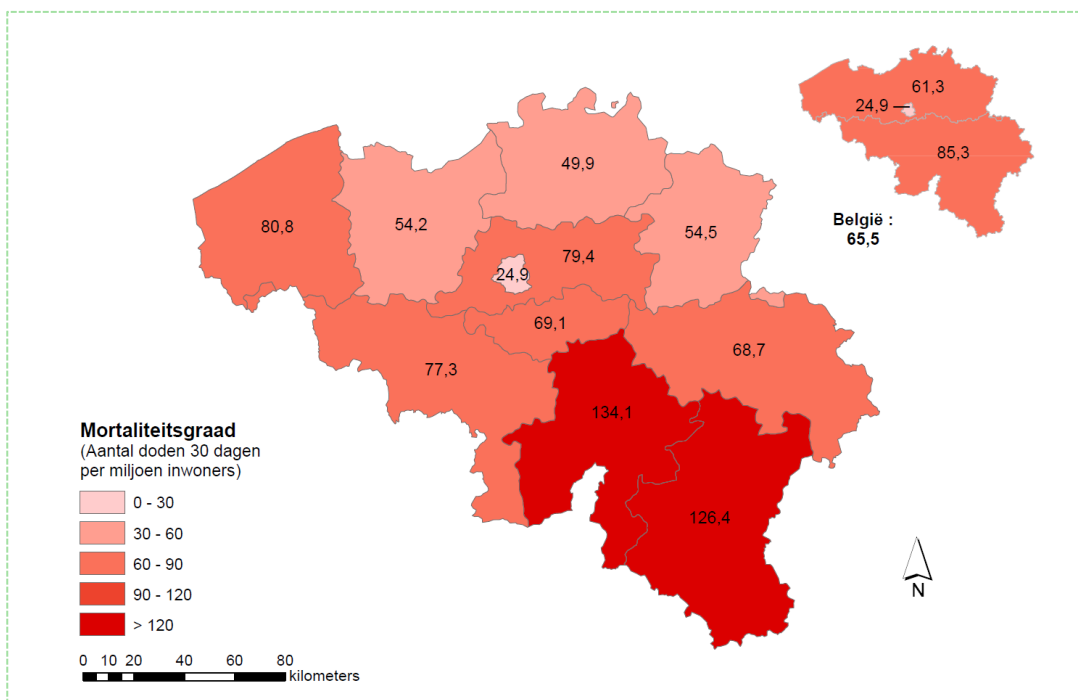 61,3
24,9
85,3
België :
65,5
49,9
80,8
54,2
54,5
79,4
24,9
69,1
68,7
77,3
134,1
126,4
Mortaliteitsgraad
(Aantal doden 30 dagen
per miljoen inwoners)
0 - 30
30 - 60
60 - 90
90 - 120
> 120
N
0 10 20 40 60 80
kilometers